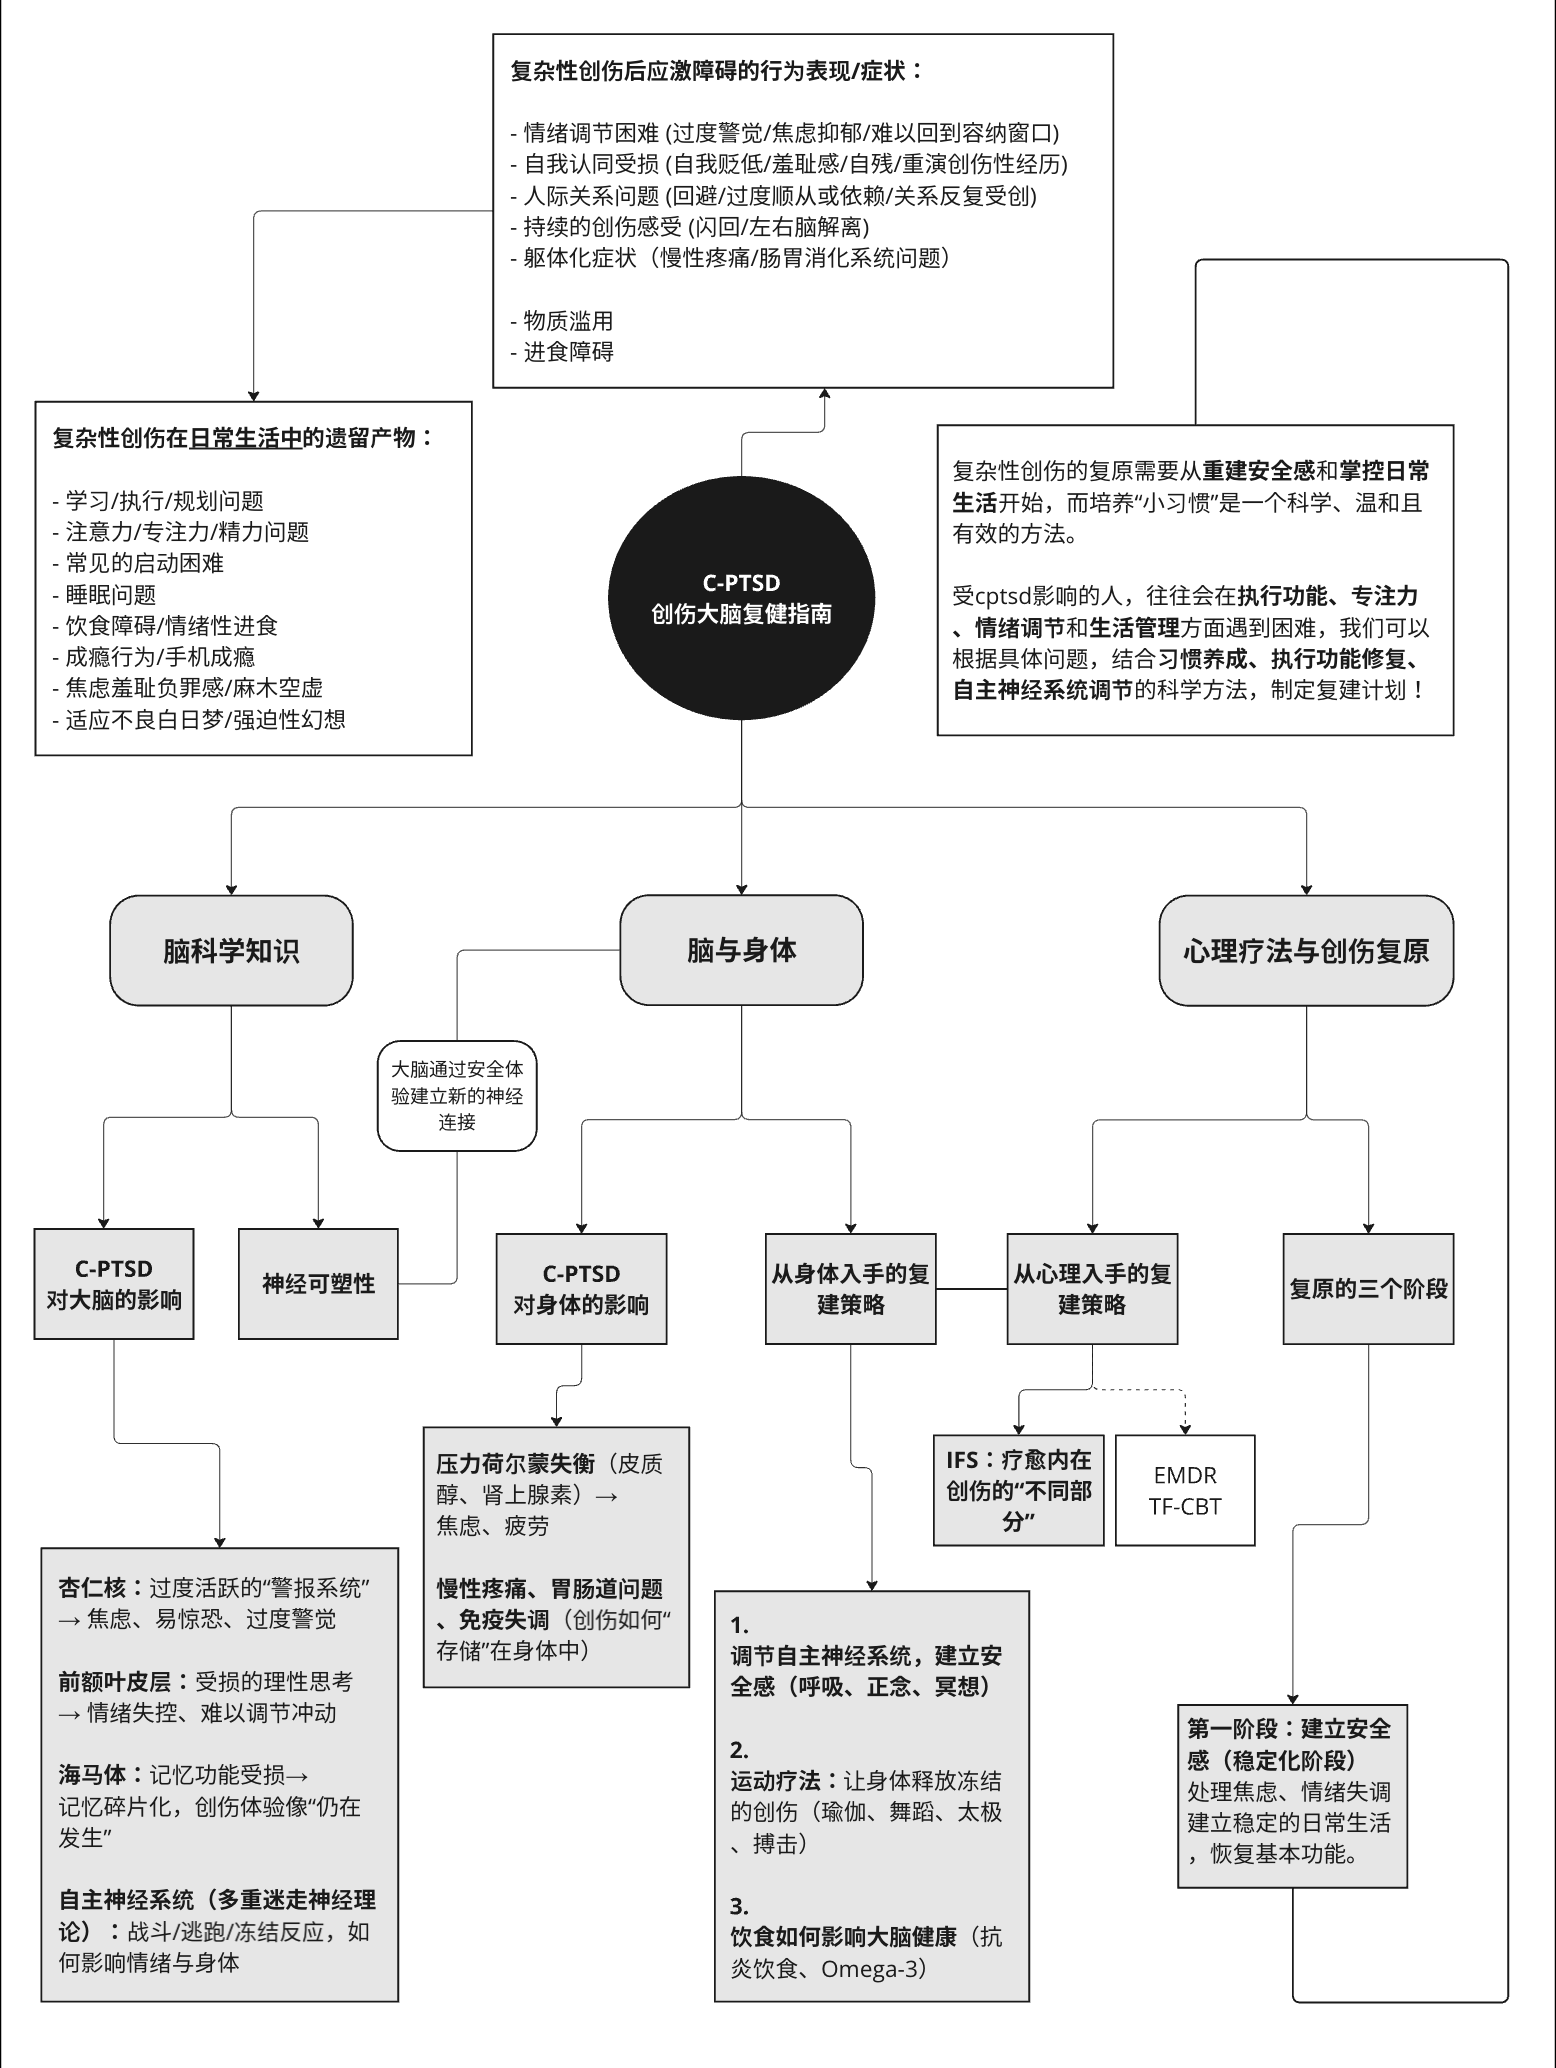 复杂性创伤后应激障碍的行为表现/症状：
- 情绪调节困难 (过度警觉/焦虑抑郁/难以回到容纳窗口)
- 自我认同受损 (自我贬低/羞耻感/自残/重演创伤性经历)
- 人际关系问题 (回避/过度顺从或依赖/关系反复受创)
- 持续的创伤感受 (闪回/左右脑解离)
- 躯体化症状（慢性疼痛/肠胃消化系统问题）
- 物质滥用
- 进食障碍
复杂性创伤在日常生活中的遗留产物：
- 学习/执行/规划问题
- 注意力/专注力/精力问题
- 常见的启动困难
- 睡眠问题
- 饮食障碍/情绪性进食
- 成瘾行为/手机成瘾
- 焦虑羞耻负罪感/麻木空虚
- 适应不良白日梦/强迫性幻想
C-PTSD
创伤大脑复健指南
复杂性创伤的复原需要从重建安全感和掌控日常
生活开始，而培养“小习惯”是一个科学、温和且
有效的方法。
受cptsd影响的人，往往会在执行功能、专注力
、情绪调节和生活管理方面遇到困难，我们可以
根据具体问题，结合习惯养成、执行功能修复、
自主神经系统调节的科学方法，制定复建计划！
脑科学知识
脑与身体
心理疗法与创伤复原
大脑通过安全体
验建立新的神经
连接
C-PTSD
对大脑的影响
神经可塑性
C-PTSD
对身体的影响
从身体入手的复
建策略
从心理入手的复
建策略
复原的三个阶段
压力荷尔蒙失衡（皮质
醇、肾上腺素）→
焦虑、疲劳
慢性疼痛、胃肠道问题
、免疫失调（创伤如何“
存储”在身体中）
IFS：疗愈内在
创伤的“不同部
分”
EMDR
TF-CBT
杏仁核：过度活跃的“警报系统”
→ 焦虑、易惊恐、过度警觉
前额叶皮层：受损的理性思考
→ 情绪失控、难以调节冲动
海马体：记忆功能受损→
记忆碎片化，创伤体验像“仍在
发生”
自主神经系统（多重迷走神经理
论）：战斗/逃跑/冻结反应，如
何影响情绪与身体
1.
调节自主神经系统，建立安
全感（呼吸、正念、冥想）
2.
运动疗法：让身体释放冻结
的创伤（瑜伽、舞蹈、太极
、搏击）
3.
饮食如何影响大脑健康（抗
炎饮食、Omega-3）
第一阶段：建立安全
感（稳定化阶段）
处理焦虑、情绪失调
建立稳定的日常生活
，恢复基本功能。